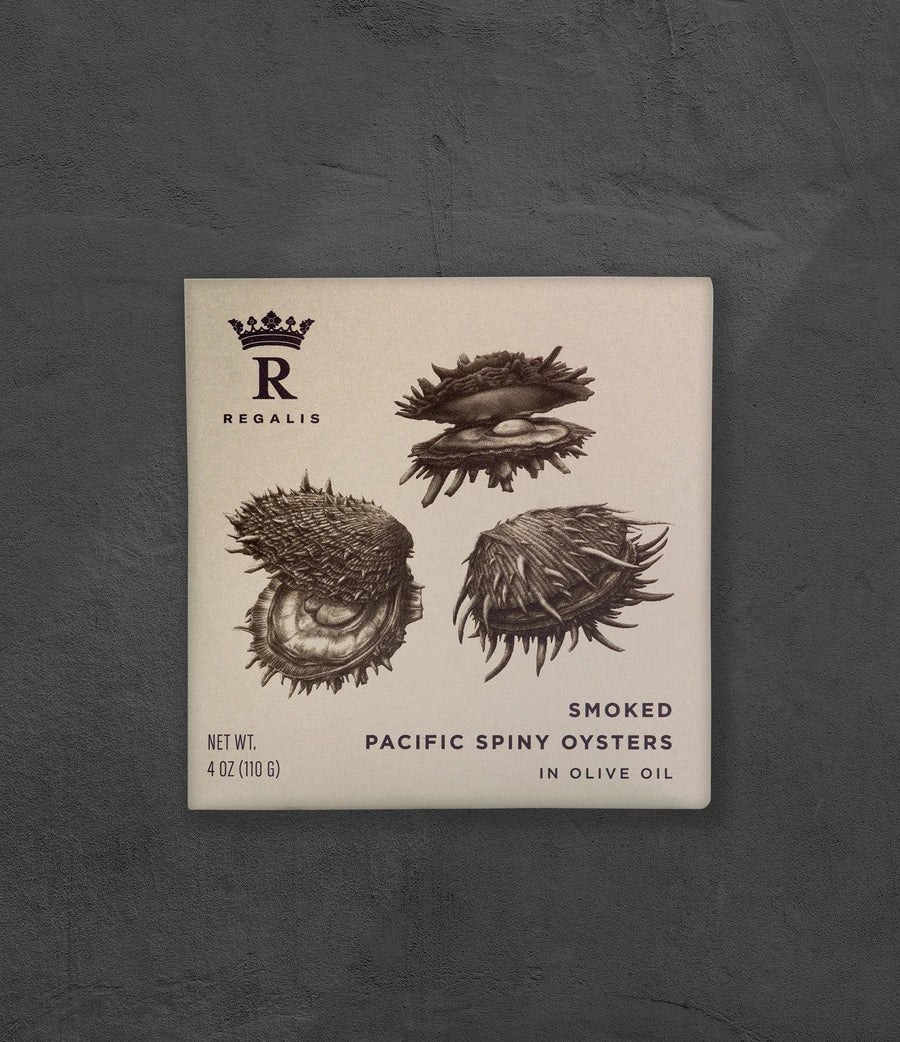 R
REGALIS
SMOKED
PACIFIC SPINY OYSTERS
IN OLIVE OIL
NET WT.
4 OZ (110 G)